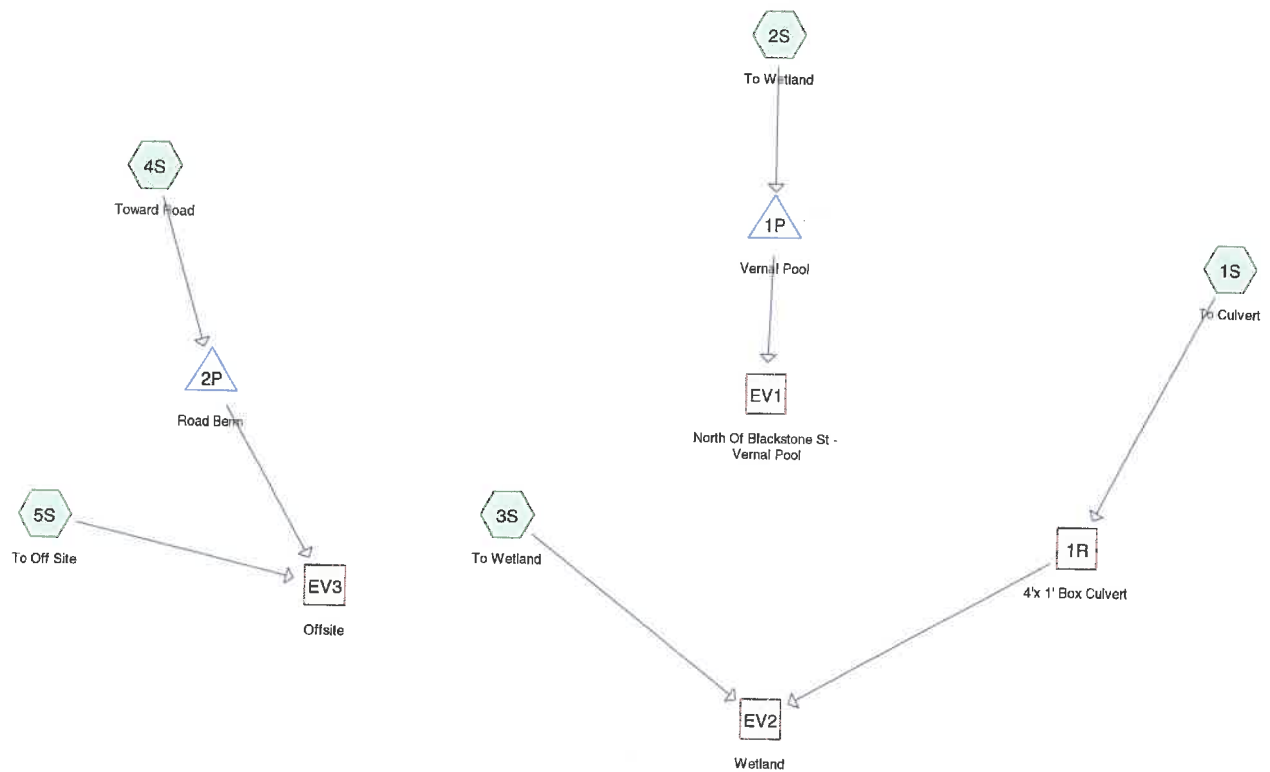 2S
To Wetland
4S
Toward Road
1P
Vernal Pool
1S
To Culvert
2P
Road Berm
EV1
North Of Blackstone St -
Vernal Pool
5S
To Off Site
3S
To Wetland
1R
4'x 1' Box Culvert
EV3
Offsite
EV2
Wetland